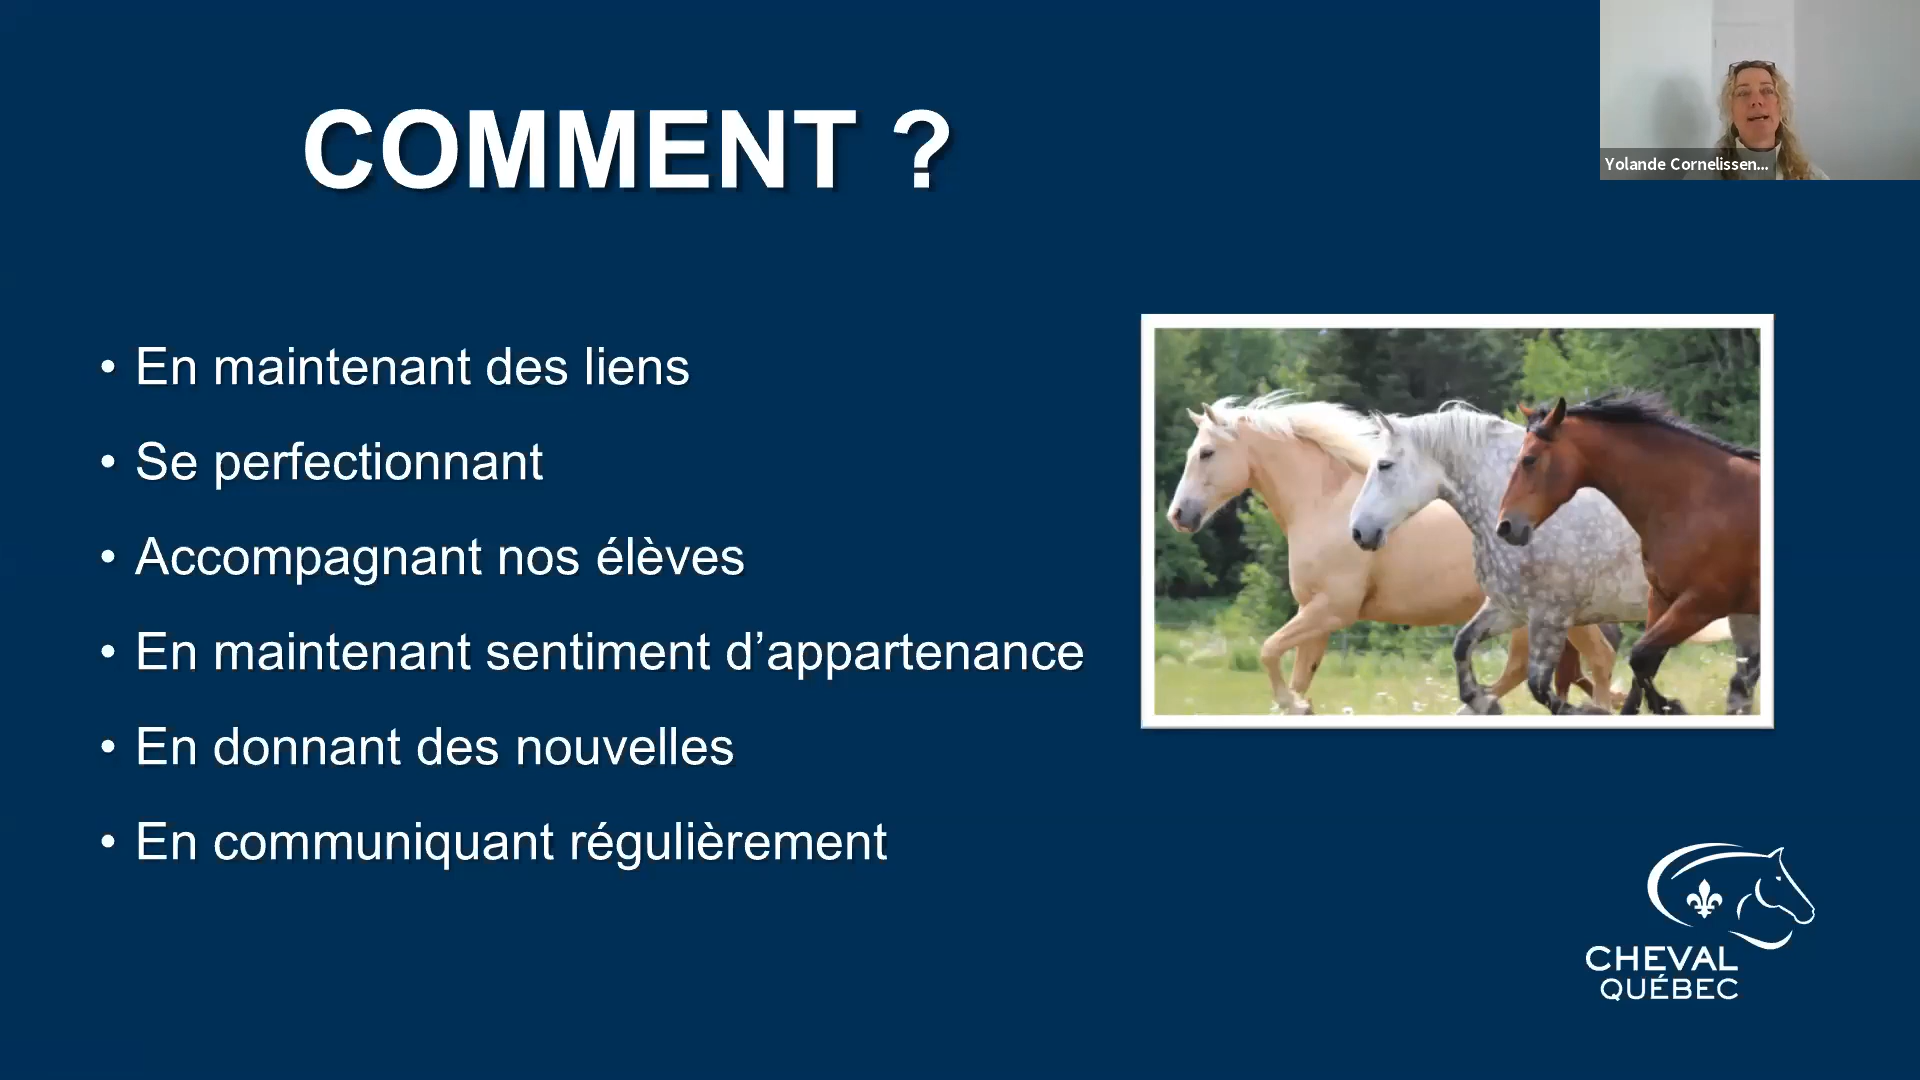 COMMENT ?
Yolande Cornelissen...
• En maintenant des liens
• Se perfectionnant
• Accompagnant nos élèves
• En maintenant sentiment d’appartenance
• En donnant des nouvelles
• En communiquant régulièrement
CHEVAL
QUÉBEC